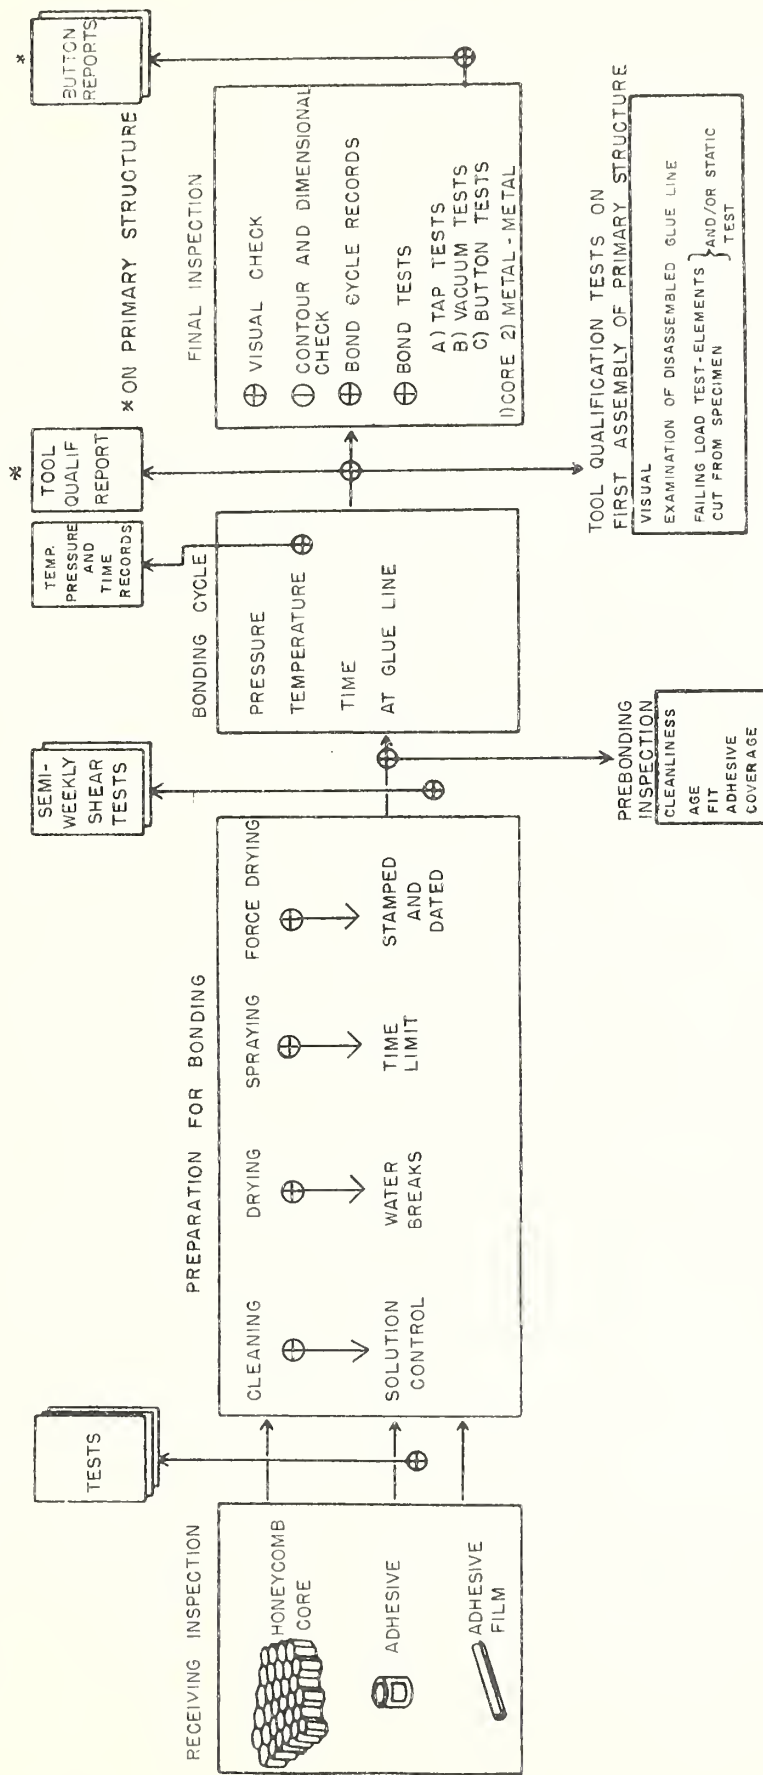 RECEIVING INSPECTION
HONEYCOMB
CORE
ADHESIVE
ADHESIVE
FILM
TESTS
PREPARATION FOR BONDING
CLEANING
SOLUTION
CONTROL
DRYING
WATER
BREAKS
SPRAYING
TIME
LIMIT
FORCE DRYING
STAMPED
AND
DATED
SEMI-
WEEKLY
SHEAR
TESTS
PREBONDING
INSPECTION
CLEANLINESS
AGE
FIT
ADHESIVE
COVERAGE
BONDING CYCLE
PRESSURE
TEMPERATURE
TIME
AT GLUE LINE
TEMP.
PRESSURE
AND
TIME
RECORDS
*
TOOL
QUALIF
REPORT
* ON PRIMARY STRUCTURE
FINAL INSPECTION
VISUAL CHECK
CONTOUR AND DIMENSIONAL
CHECK
BOND CYCLE RECORDS
BOND TESTS
A) TAP TESTS
B) VACUUM TESTS
C) BUTTON TESTS
1) CORE 2) METAL-METAL
*
BUTTON
REPORTS
TOOL QUALIFICATION TESTS ON
FIRST ASSEMBLY OF PRIMARY STRUCTURE
VISUAL
EXAMINATION OF DISASSEMBLED GLUE LINE
FAILING LOAD TEST-ELEMENTS
CUT FROM SPECIMEN
} AND/OR STATIC
TEST